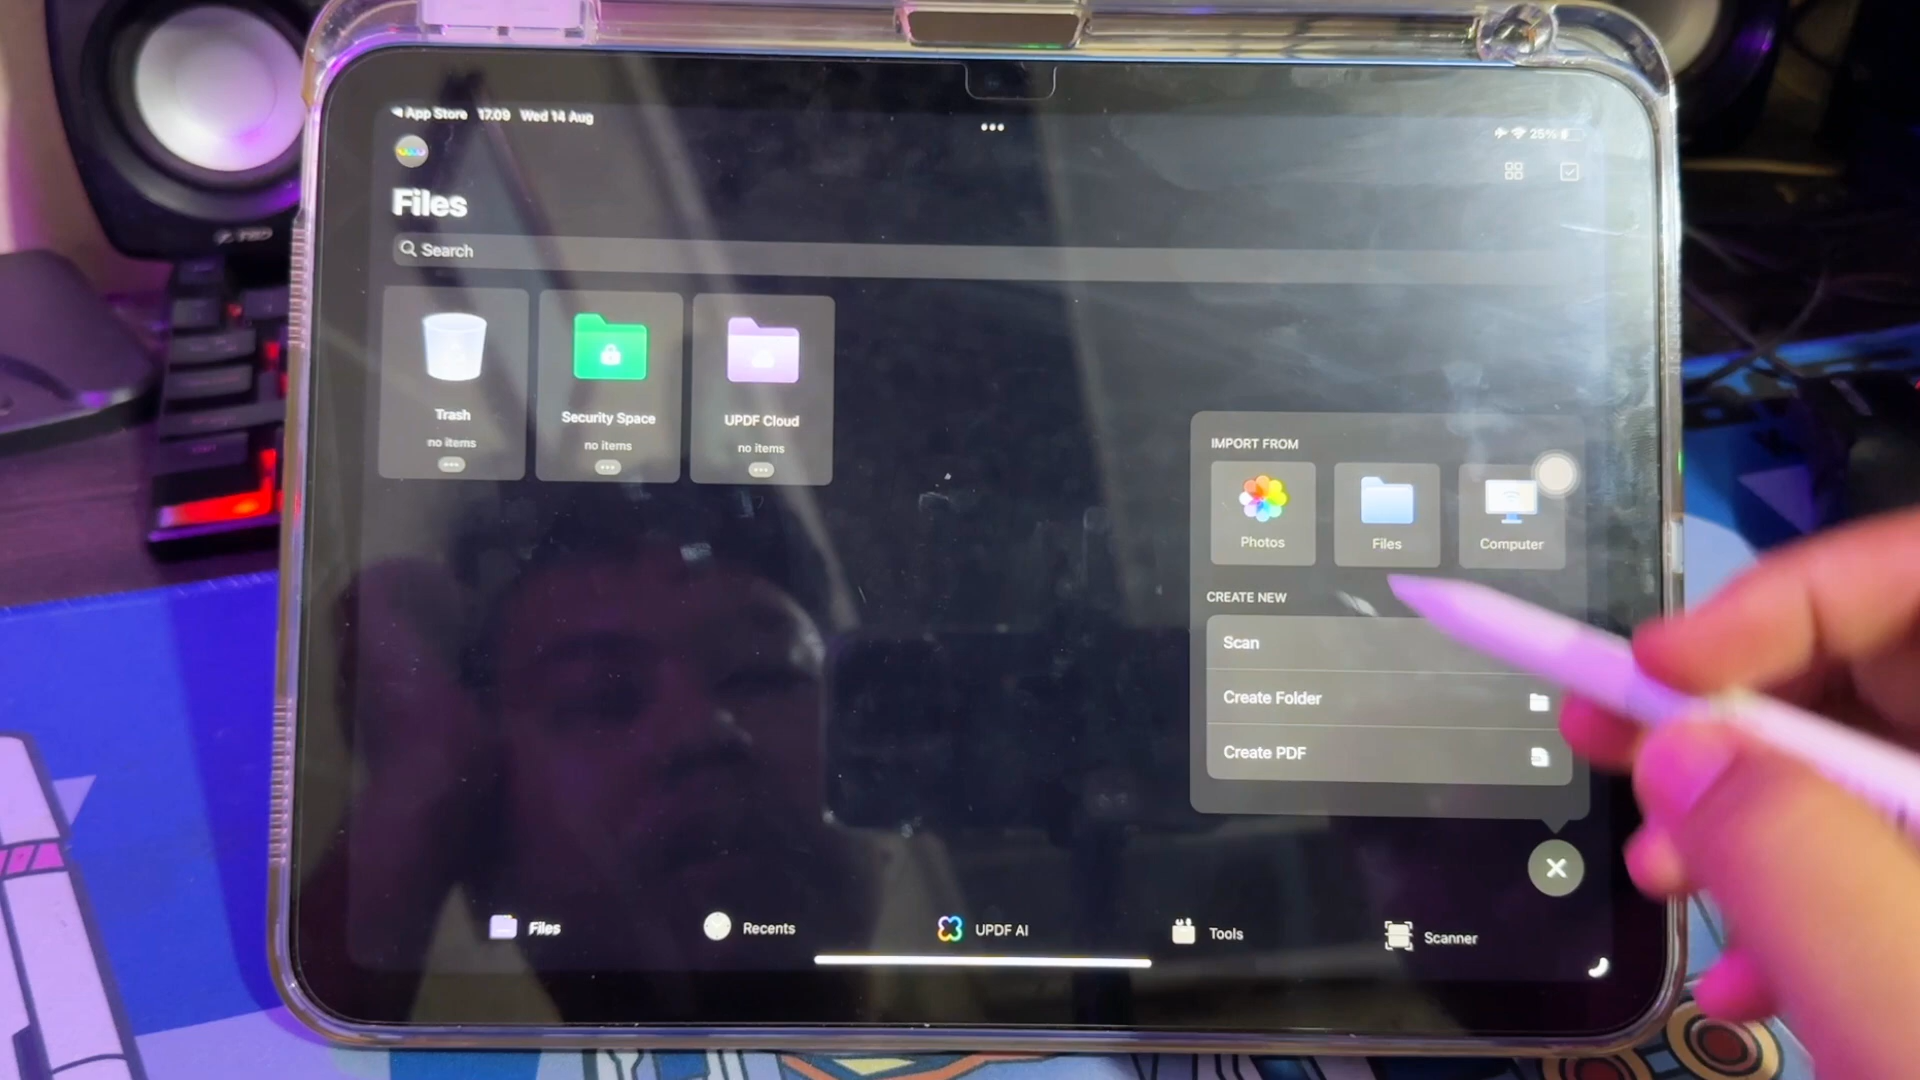 App Store 17.09 Wed 14 Aug
25%
Files
Search
Trash
no items
Security Space
no items
UPDF Cloud
no items
IMPORT FROM
Photos
Files
Computer
CREATE NEW
Scan
Create Folder
Create PDF
Files
Recents
UPDF AI
Tools
Scanner